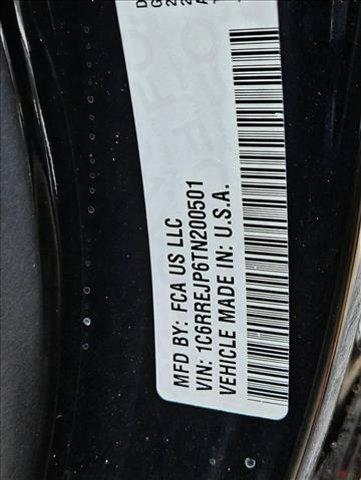 MFD BY: FCA US LLC
VIN: 1C6RREJP6TN200501
VEHICLE MADE IN: U.S.A.